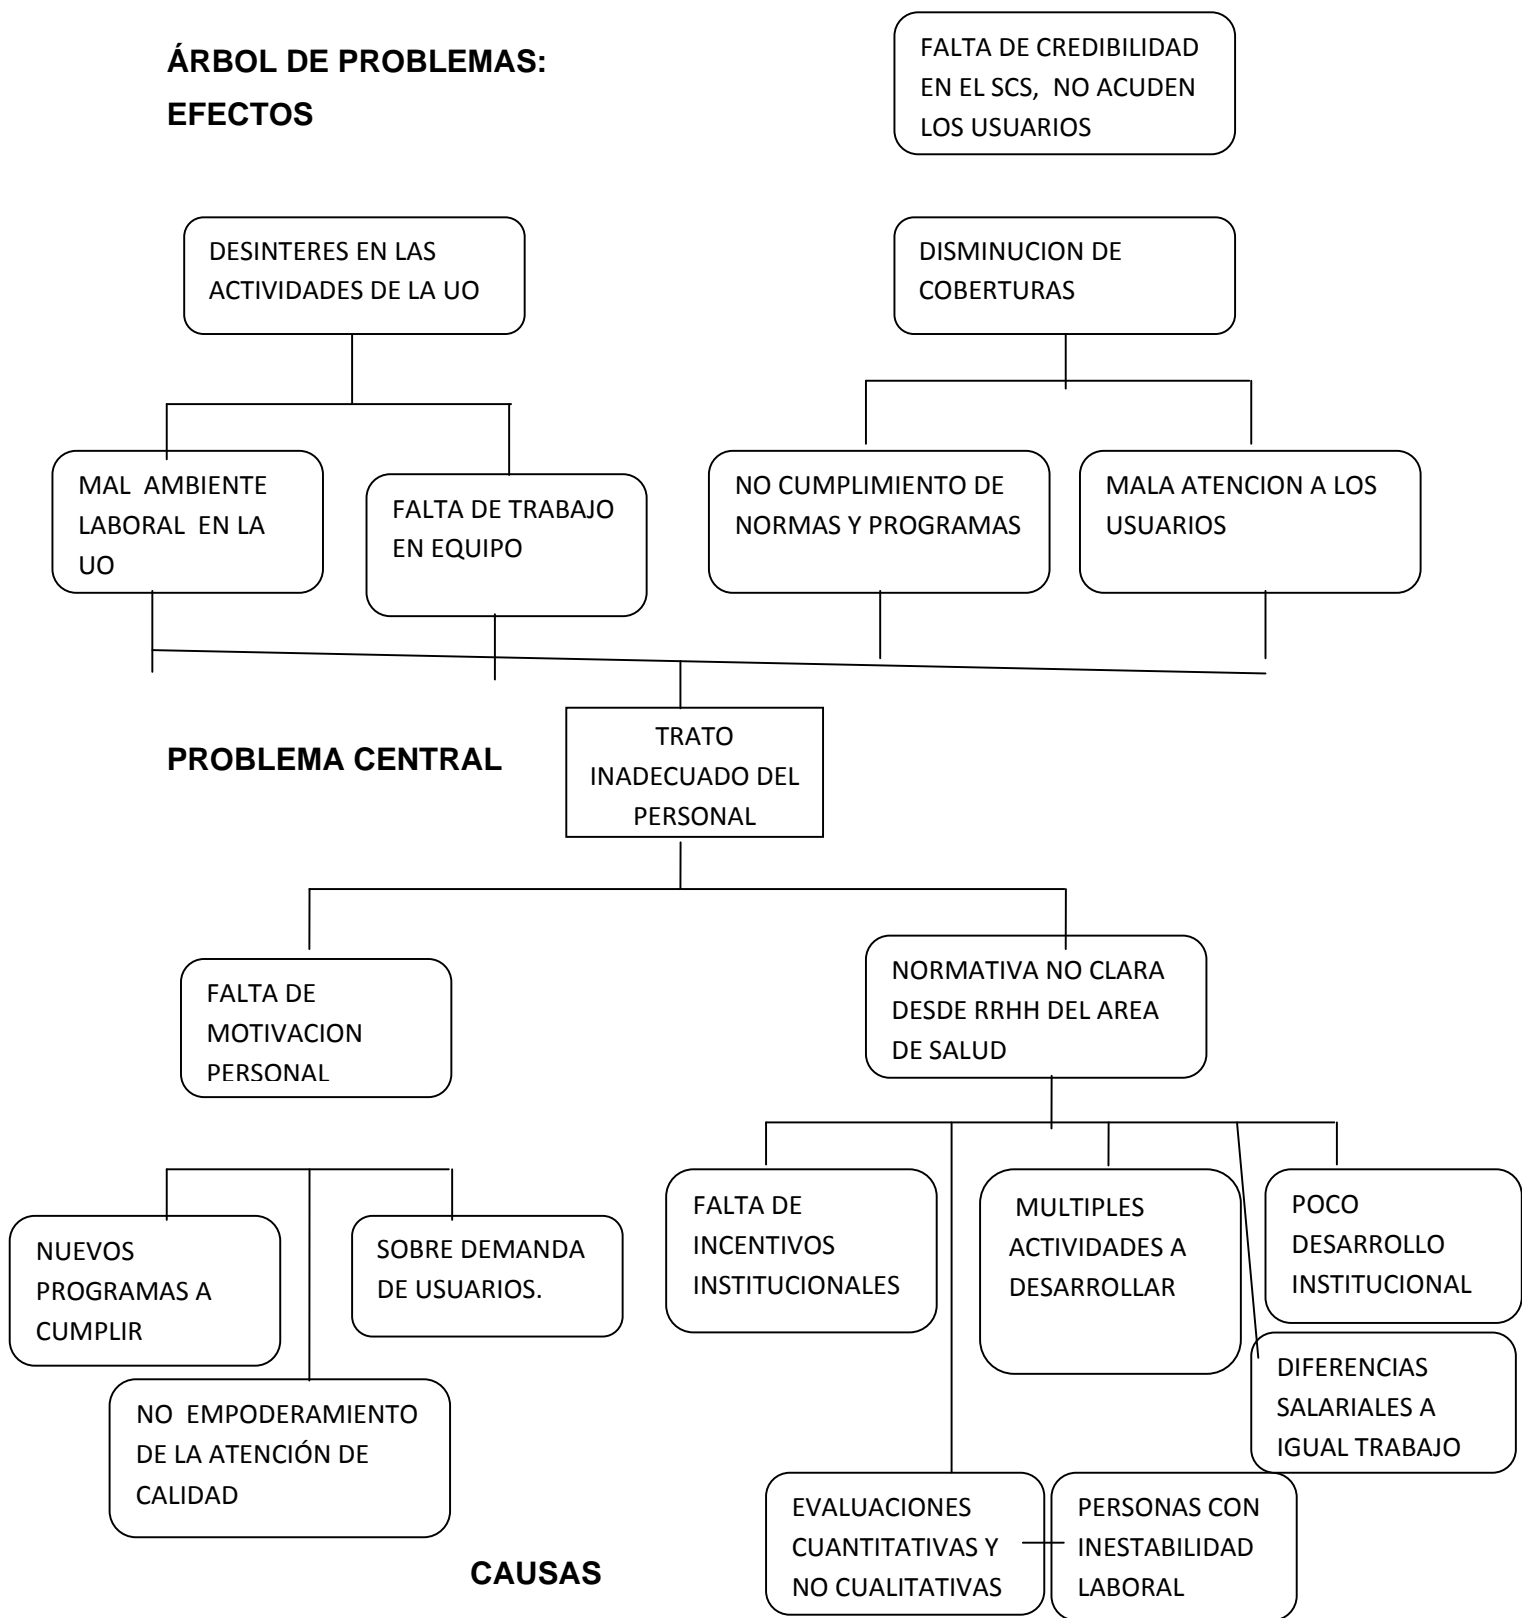 ÁRBOL DE PROBLEMAS:
EFECTOS
FALTA DE CREDIBILIDAD
EN EL SCS, NO ACUDEN
LOS USUARIOS
DESINTERES EN LAS
ACTIVIDADES DE LA UO
DISMINUCION DE
COBERTURAS
MAL AMBIENTE
LABORAL EN LA
UO
FALTA DE TRABAJO
EN EQUIPO
NO CUMPLIMIENTO DE
NORMAS Y PROGRAMAS
MALA ATENCION A LOS
USUARIOS
PROBLEMA CENTRAL
TRATO
INADECUADO DEL
PERSONAL
FALTA DE
MOTIVACION
PERSONAL
NORMATIVA NO CLARA
DESDE RRHH DEL AREA
DE SALUD
NUEVOS
PROGRAMAS A
CUMPLIR
SOBRE DEMANDA
DE USUARIOS.
NO EMPODERAMIENTO
DE LA ATENCIÓN DE
CALIDAD
FALTA DE
INCENTIVOS
INSTITUCIONALES
MULTIPLES
ACTIVIDADES A
DESARROLLAR
POCO
DESARROLLO
INSTITUCIONAL
DIFERENCIAS
SALARIALES A
IGUAL TRABAJO
EVALUACIONES
CUANTITATIVAS Y
NO CUALITATIVAS
PERSONAS CON
INESTABILIDAD
LABORAL
CAUSAS